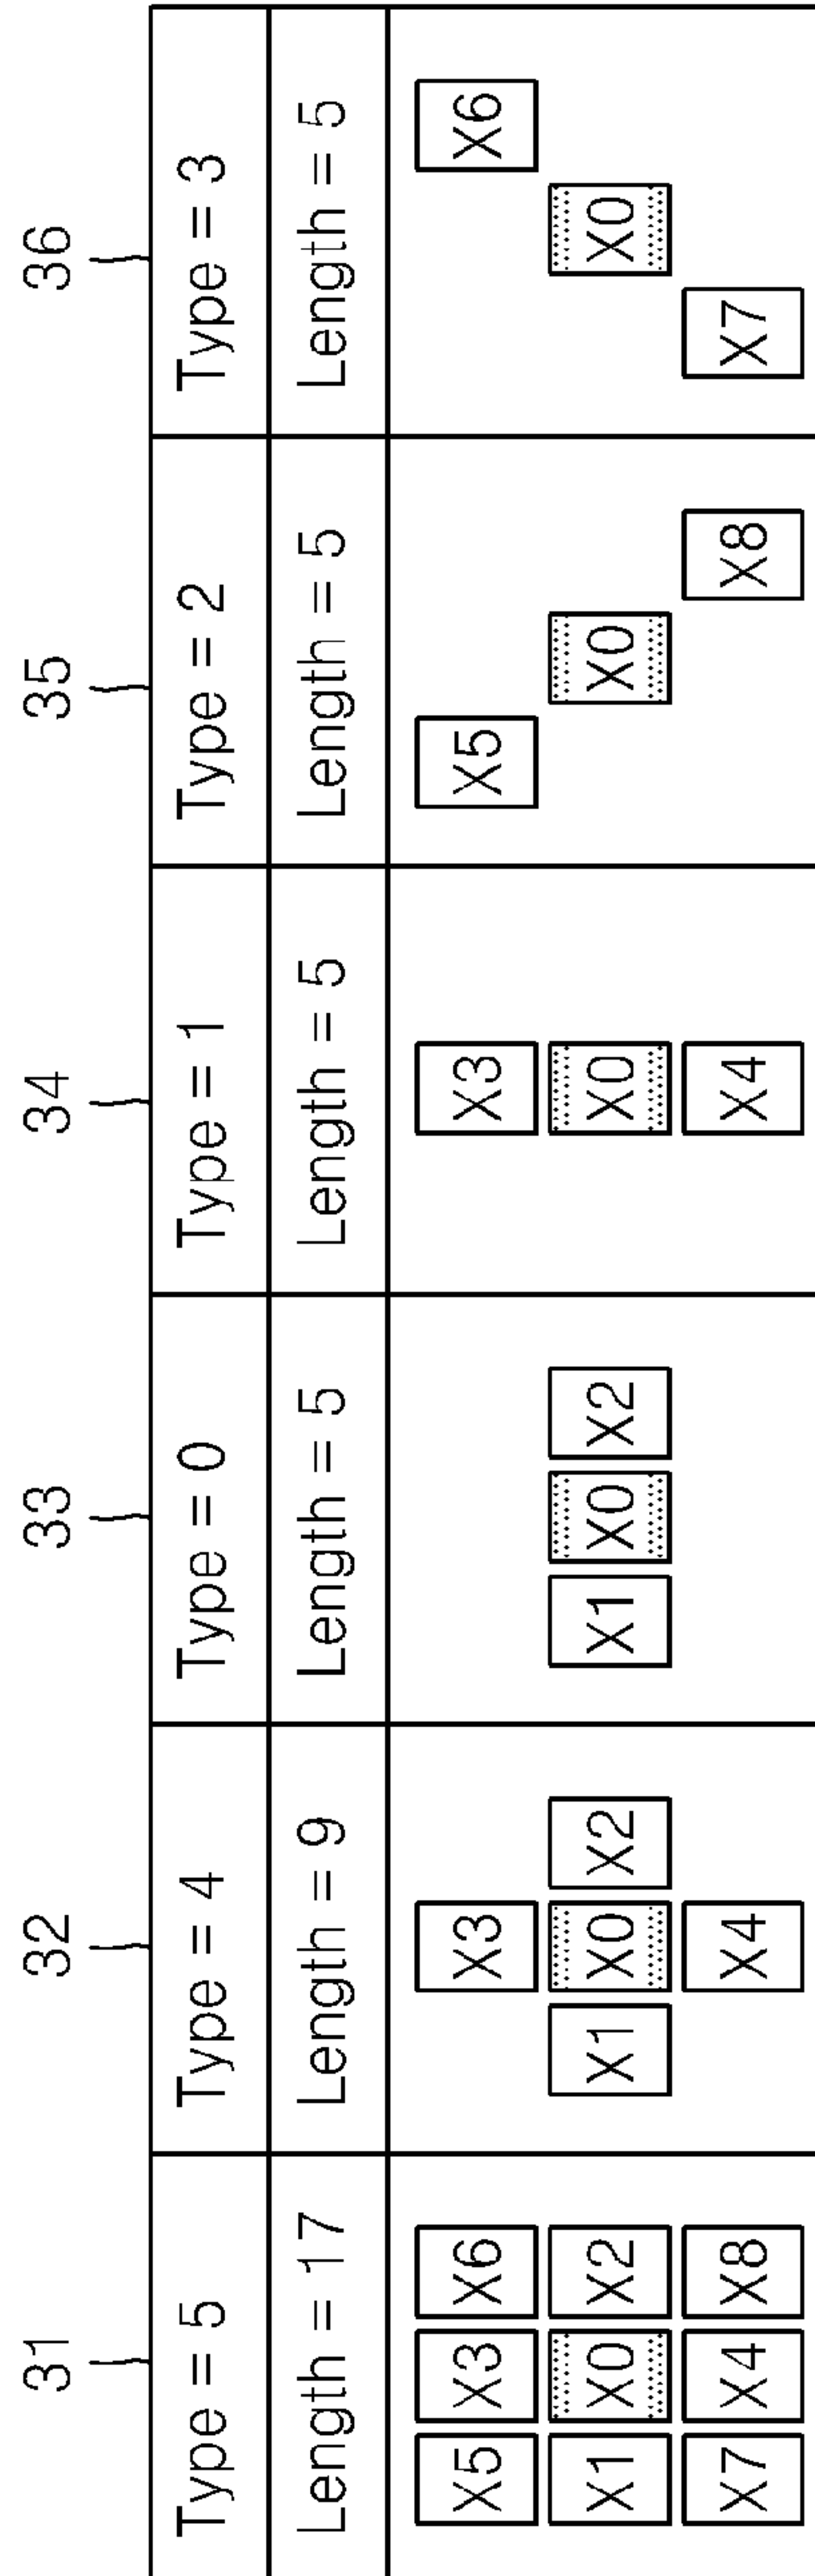 31 32 33 34 35 36
Type = 5 Type = 4 Type = 0 Type = 1 Type = 2 Type = 3
Length = 17 Length = 9 Length = 5 Length = 5 Length = 5 Length = 5
X5 X3 X6 X3 X3 X5 X6
X1 X0 X2 X1 X0 X2 X1 X0 X2 X0 X0 X0
X7 X4 X8 X4 X4 X8 X7